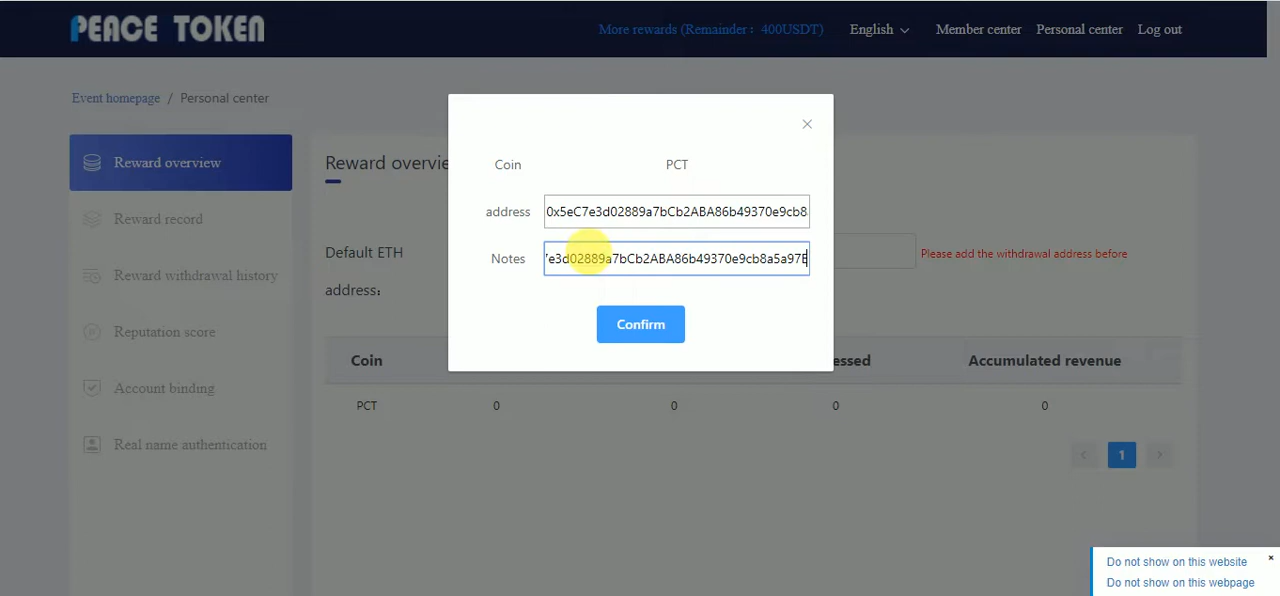 PEACE TOKEN
More rewards (Remainder： 400USDT)
English
Member center
Personal center
Log out
Event homepage / Personal center
Reward overview
Reward record
Reward withdrawal history
Reputation score
Account binding
Real name authentication
Reward overvie
Default ETH
address：
Please add the withdrawal address before
Coin PCT
address 0x5eC7e3d02889a7bCb2ABA86b49370e9cb8
Notes 7e3d02889a7bCb2ABA86b49370e9cb8a5a97E
Confirm
Coin essed Accumulated revenue
PCT 0 0 0 0
1
Do not show on this website
Do not show on this webpage